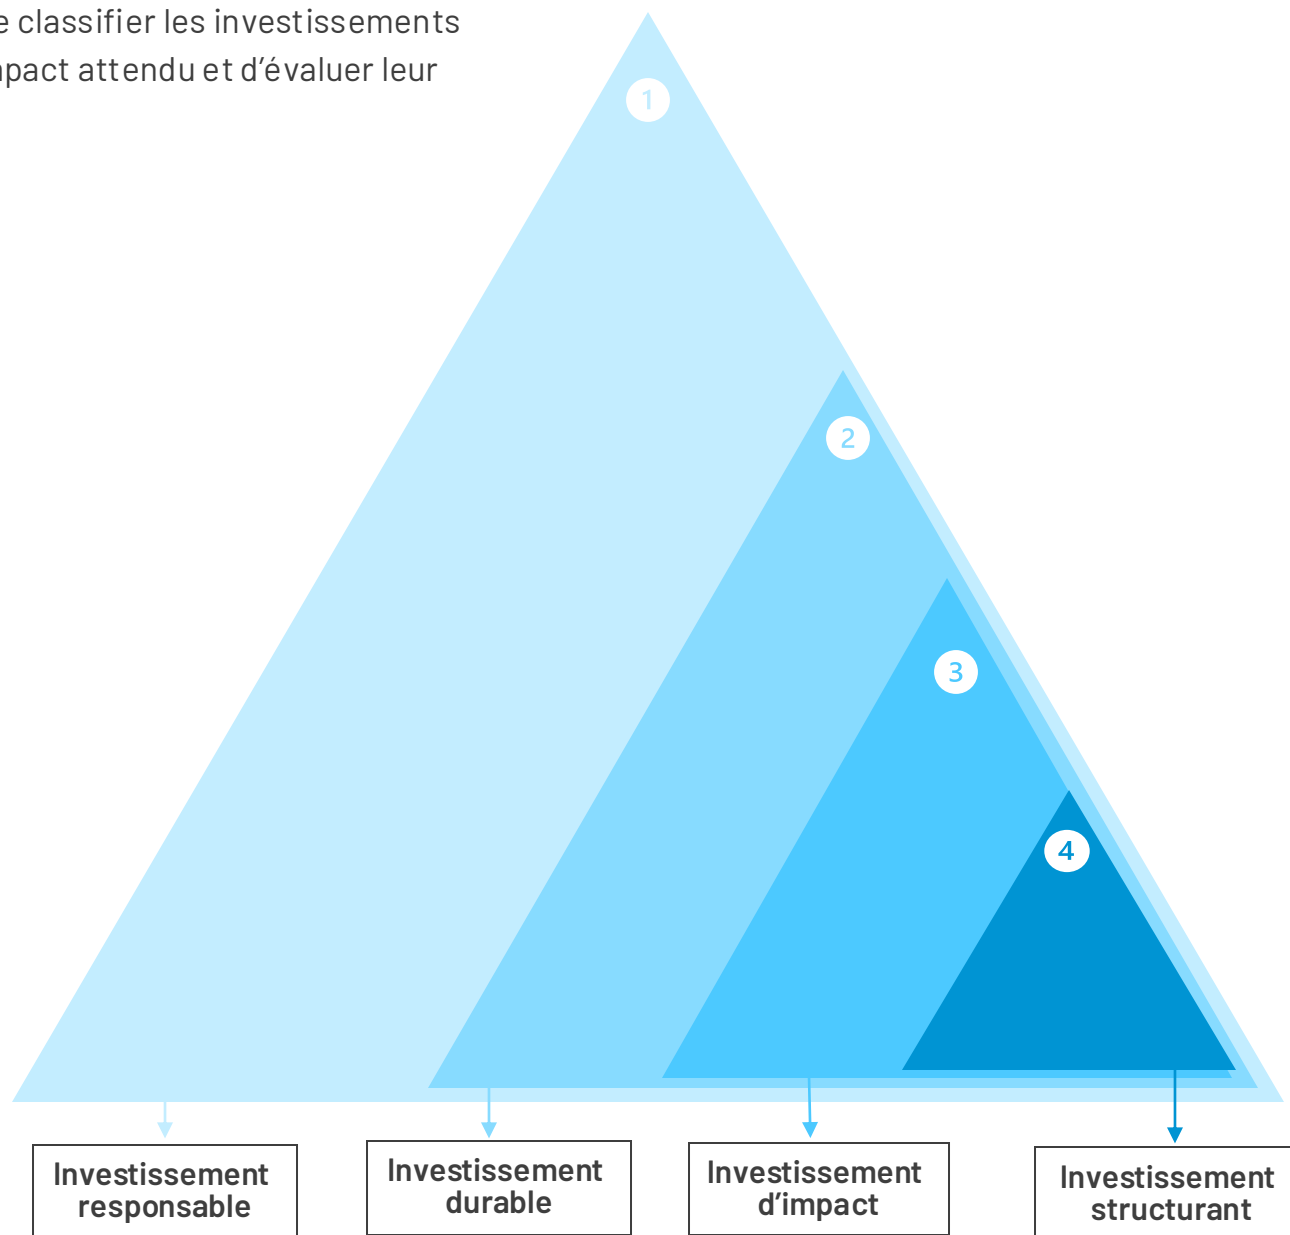 classifier les investissements
attendu et d’évaluer leur
1
2
3
4
Investissement
responsable
Investissement
durable
Investissement
d’impact
Investissement
structurant